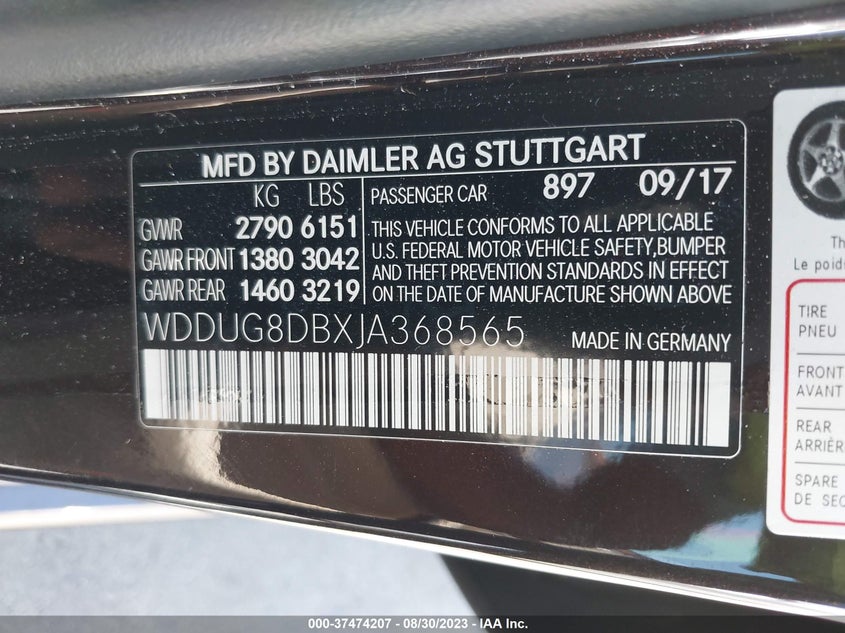 MFD BY DAIMLER AG STUTTGART
KG LBS
GVWR 2790 6151
GAWR FRONT 1380 3042
GAWR REAR 1460 3219
PASSENGER CAR 897 09/17
THIS VEHICLE CONFORMS TO ALL APPLICABLE
U.S. FEDERAL MOTOR VEHICLE SAFETY,BUMPER
AND THEFT PREVENTION STANDARDS IN EFFECT
ON THE DATE OF MANUFACTURE SHOWN ABOVE
WDDUG8DBXJA368565 MADE IN GERMANY
Th
Le poid
TIRE
PNEU
FRONT
AVANT
REAR
ARRIÈR
SPARE
DE SEC
000-37474207 - 08/30/2023 - IAA Inc.